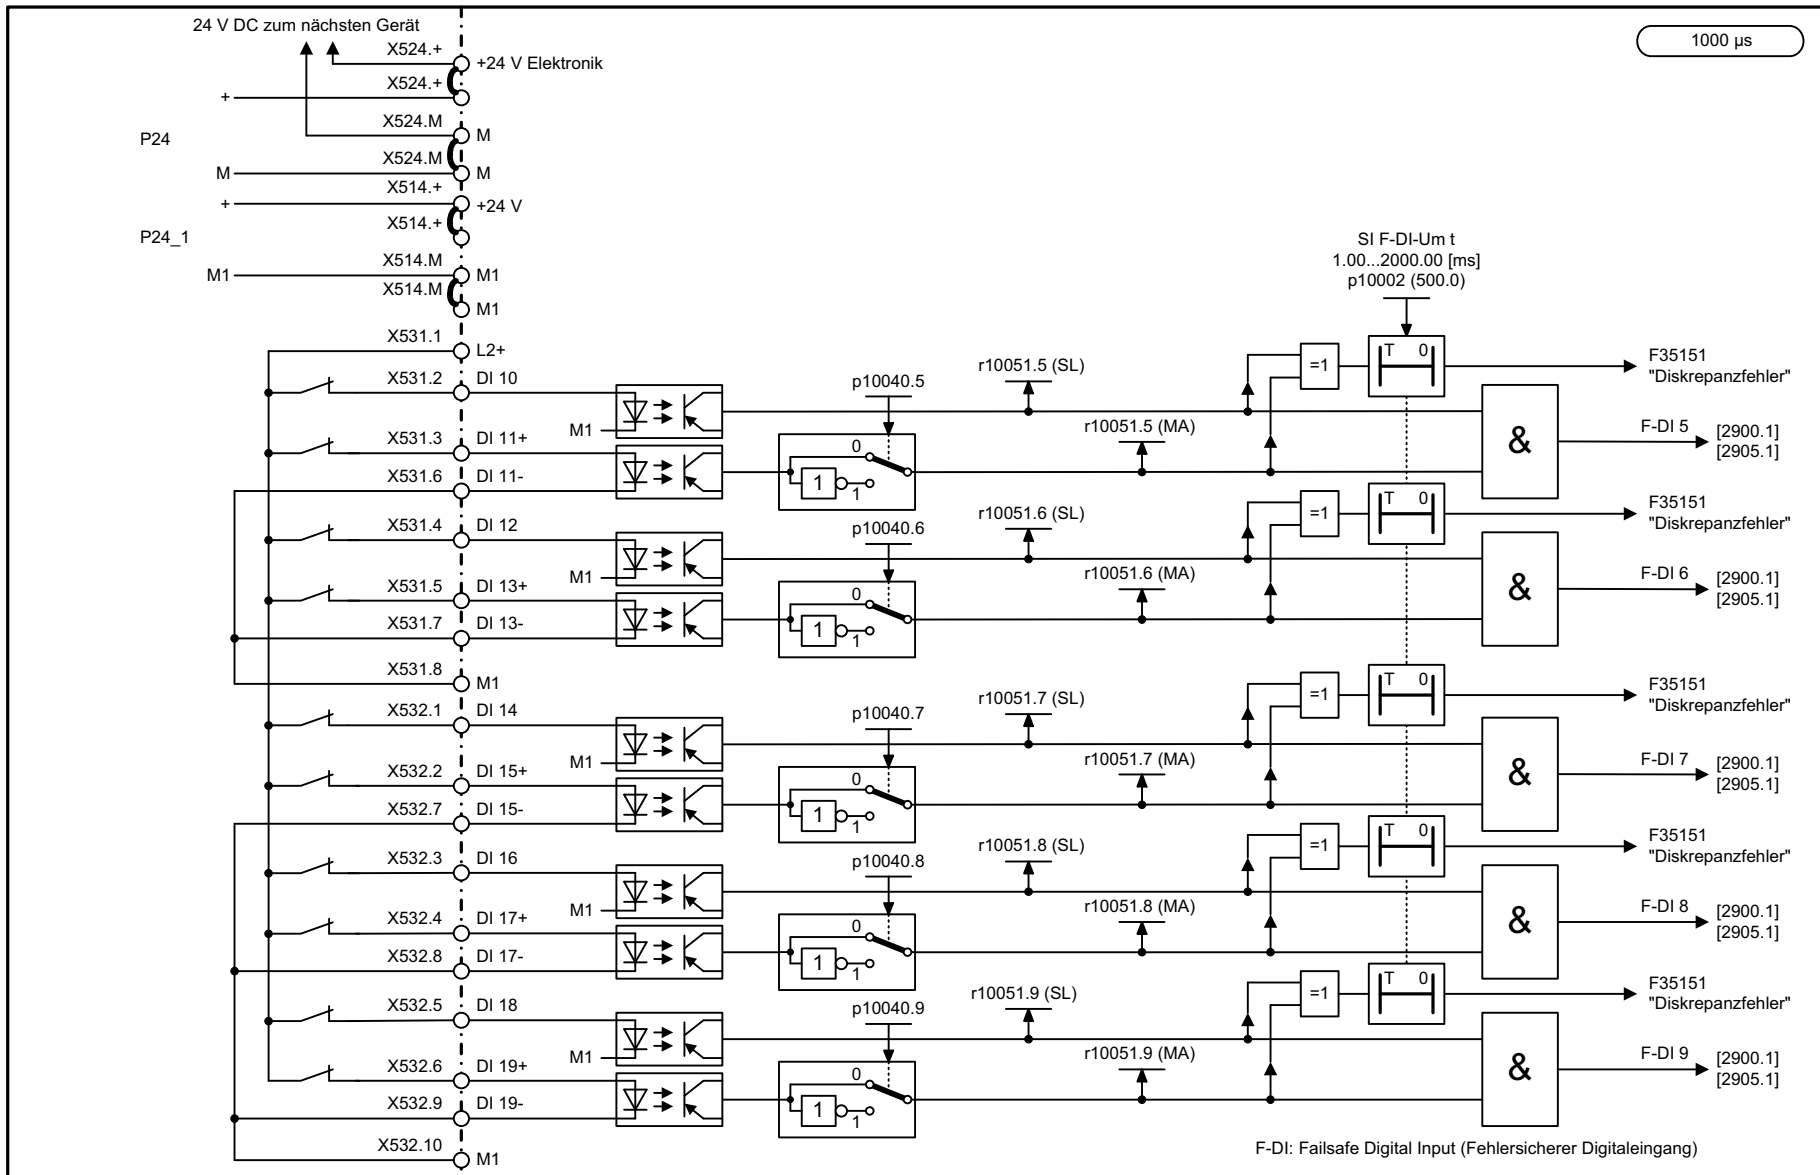 24 V DC zum nächsten Gerät
1000 µs
X524.+
+24 V Elektronik
X524.+
+
X524.M
M
P24
X524.M
M
M
X514.+
+
+24 V
X514.+
P24_1
X514.M
M1
M1
X514.M
M1
SI F-DI-Um t
1.00...2000.00 [ms]
p10002 (500.0)
X531.1
L2+
X531.2
DI 10
M1
X531.3
DI 11+
X531.6
DI 11-
p10040.5
0
1
1
r10051.5 (SL)
r10051.5 (MA)
=1
T 0
F35151
"Diskrepanzfehler"
&
F-DI 5
[2900.1]
[2905.1]
X531.4
DI 12
M1
X531.5
DI 13+
X531.7
DI 13-
p10040.6
0
1
1
r10051.6 (SL)
r10051.6 (MA)
=1
T 0
F35151
"Diskrepanzfehler"
&
F-DI 6
[2900.1]
[2905.1]
X531.8
M1
X532.1
DI 14
M1
X532.2
DI 15+
X532.7
DI 15-
p10040.7
0
1
1
r10051.7 (SL)
r10051.7 (MA)
=1
T 0
F35151
"Diskrepanzfehler"
&
F-DI 7
[2900.1]
[2905.1]
X532.3
DI 16
M1
X532.4
DI 17+
X532.8
DI 17-
p10040.8
0
1
1
r10051.8 (SL)
r10051.8 (MA)
=1
T 0
F35151
"Diskrepanzfehler"
&
F-DI 8
[2900.1]
[2905.1]
X532.5
DI 18
M1
X532.6
DI 19+
X532.9
DI 19-
p10040.9
0
1
1
r10051.9 (SL)
r10051.9 (MA)
=1
T 0
F35151
"Diskrepanzfehler"
&
F-DI 9
[2900.1]
[2905.1]
X532.10
M1
F-DI: Failsafe Digital Input (Fehlersicherer Digitaleingang)